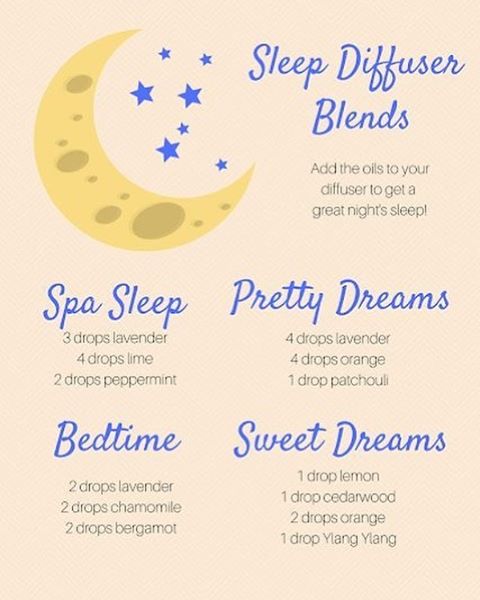 Sleep Diffuser
Blends
Add the oils to your
diffuser to get a
great night's sleep!
Spa Sleep
3 drops lavender
4 drops lime
2 drops peppermint
Pretty Dreams
4 drops lavender
4 drops orange
1 drop patchouli
Bedtime
2 drops lavender
2 drops chamomile
2 drops bergamot
Sweet Dreams
1 drop lemon
1 drop cedarwood
2 drops orange
1 drop Ylang Ylang